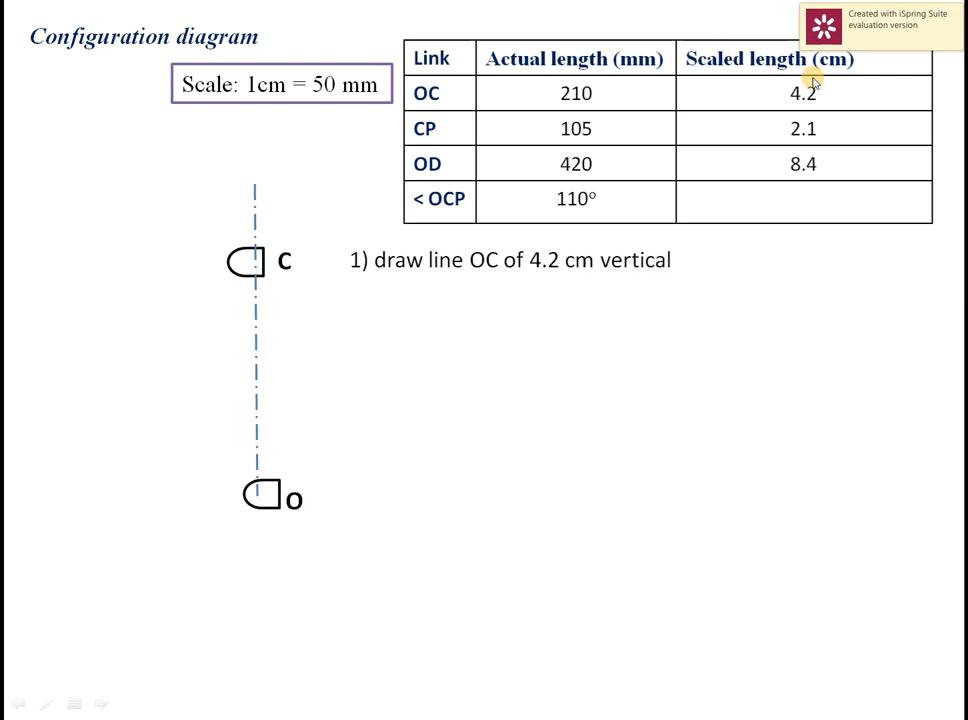 Configuration diagram
Created with iSpring Suite
evaluation version
Scale: 1cm = 50 mm
Link Actual length (mm) Scaled length (cm)
OC 210 4.2
CP 105 2.1
OD 420 8.4
< OCP 110°
C
1) draw line OC of 4.2 cm vertical
O